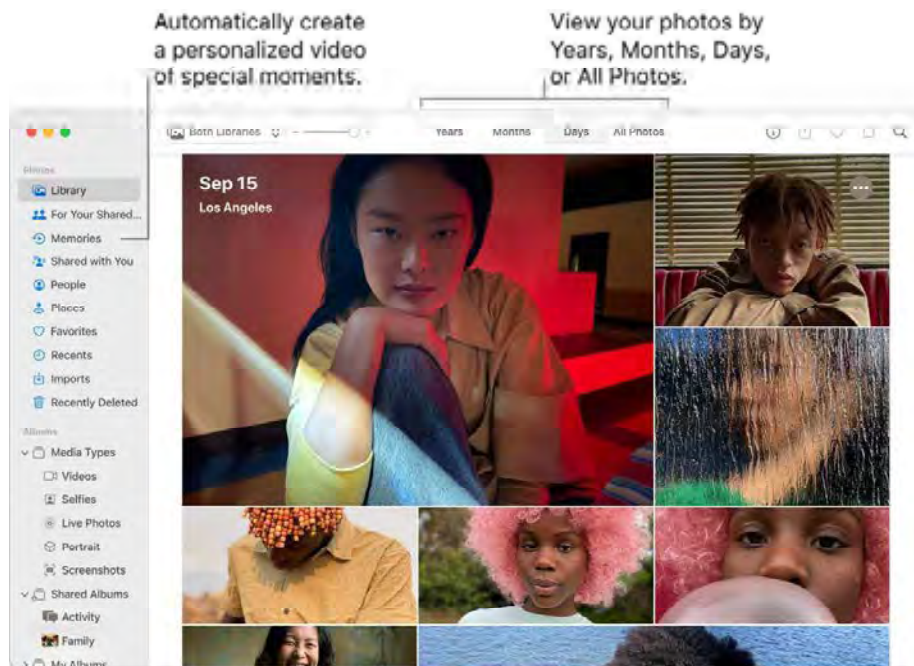 Automatically create
a personalized video
of special moments.
View your photos by
Years, Months, Days,
or All Photos.
Both Libraries
Years Months Days All Photos
Photos
Library
For Your Shared...
Memories
Shared with You
People
Places
Favorites
Recents
Imports
Recently Deleted
Albums
Media Types
Videos
Selfies
Live Photos
Portrait
Screenshots
Shared Albums
Activity
Family
My Albums
Sep 15
Los Angeles